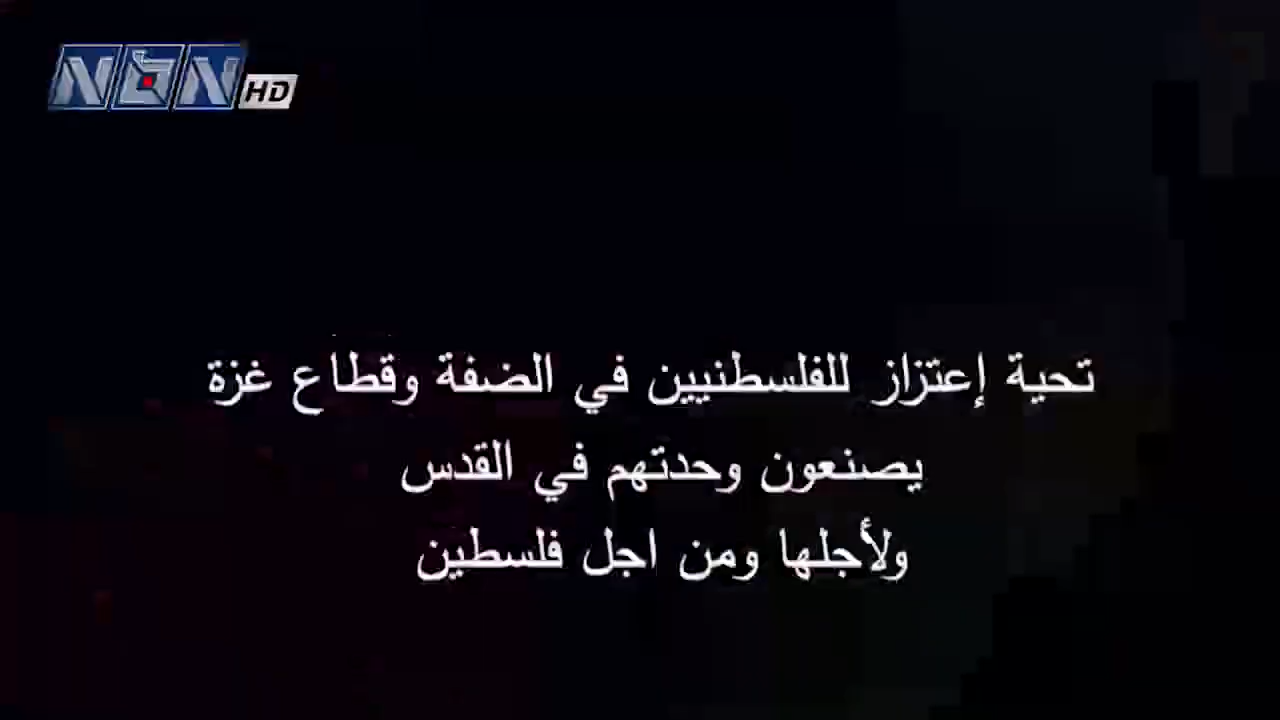 NBN HD
تحية إعتزاز للفلسطنيين في الضفة وقطاع غزة
يصنعون وحدتهم في القدس
ولأجلها ومن اجل فلسطين